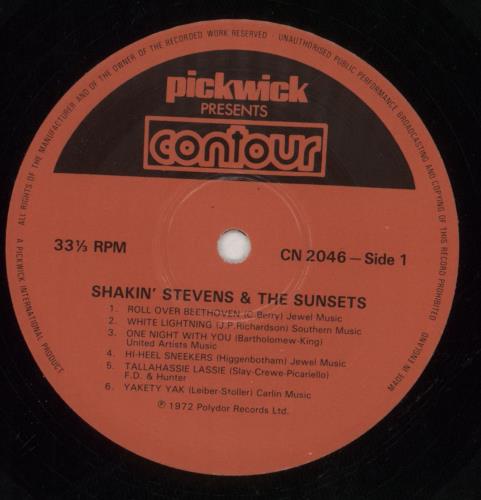 ALL RIGHTS OF THE MANUFACTURER AND OF THE OWNER OF THE RECORDED WORK RESERVED · UNAUTHORISED PUBLIC PERFORMANCE BROADCASTING AND COPYING OF THIS RECORD PROHIBITED
pickwick
PRESENTS
contour
33⅓ RPM
CN 2046 – Side 1
SHAKIN' STEVENS & THE SUNSETS
1. ROLL OVER BEETHOVEN (C.Berry) Jewel Music
2. WHITE LIGHTNING (J.P.Richardson) Southern Music
3. ONE NIGHT WITH YOU (Bartholomew-King)
United Artists Music
4. HI-HEEL SNEEKERS (Higgenbotham) Jewel Music
5. TALLAHASSIE LASSIE (Slay-Crewe-Picariello)
F.D. & Hunter
6. YAKETY YAK (Leiber-Stoller) Carlin Music
℗ 1972 Polydor Records Ltd.
A PICKWICK INTERNATIONAL PRODUCT
MADE IN ENGLAND